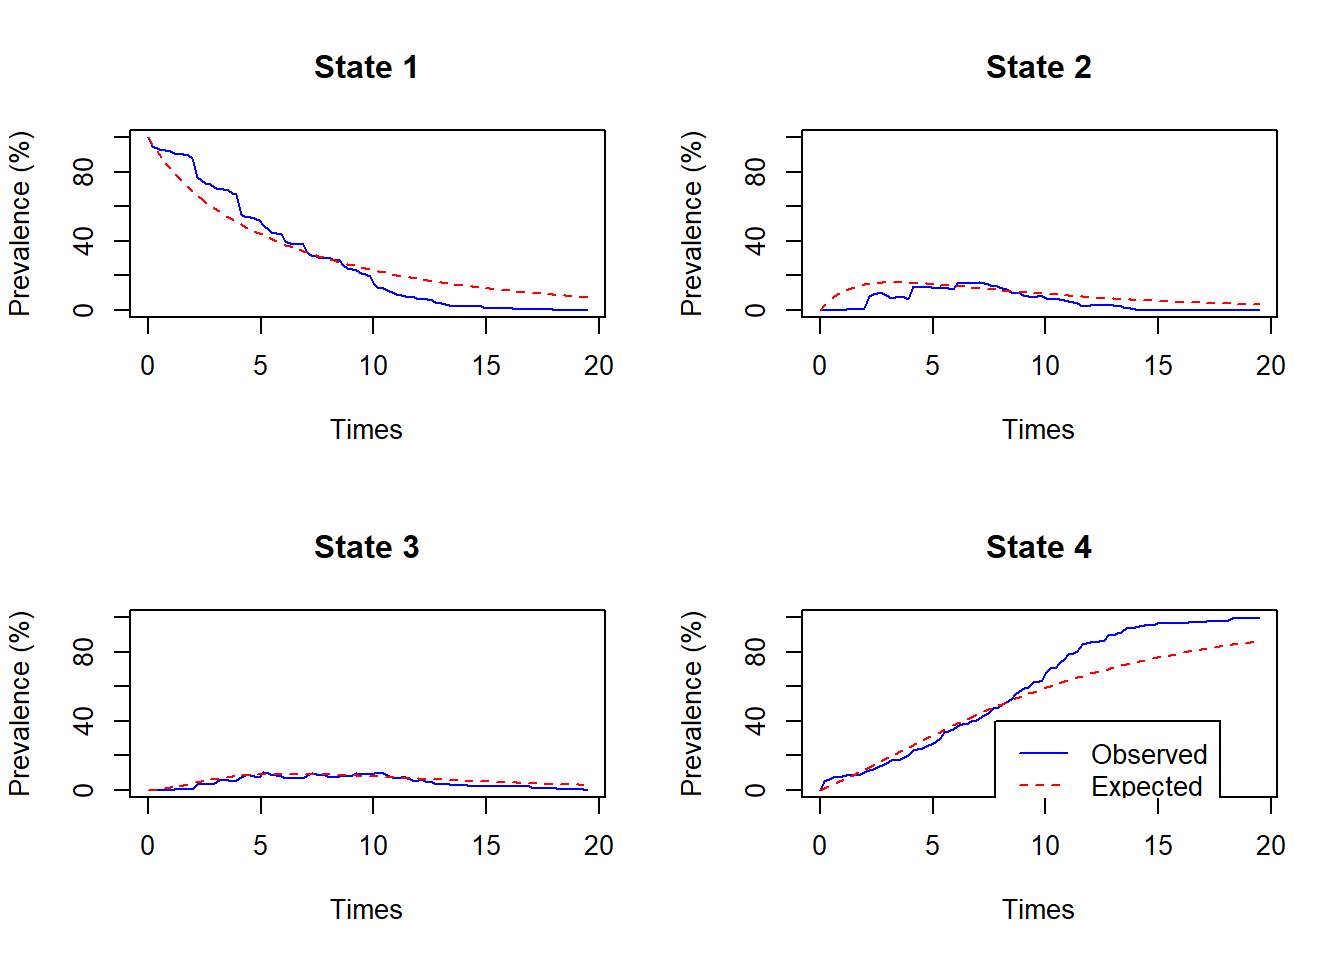 State 1
Prevalence (%)
0 40 80
0 5 10 15 20
Times
State 2
Prevalence (%)
0 40 80
0 5 10 15 20
Times
State 3
Prevalence (%)
0 40 80
0 5 10 15 20
Times
State 4
Prevalence (%)
0 40 80
Observed
Expected
0 5 10 15 20
Times